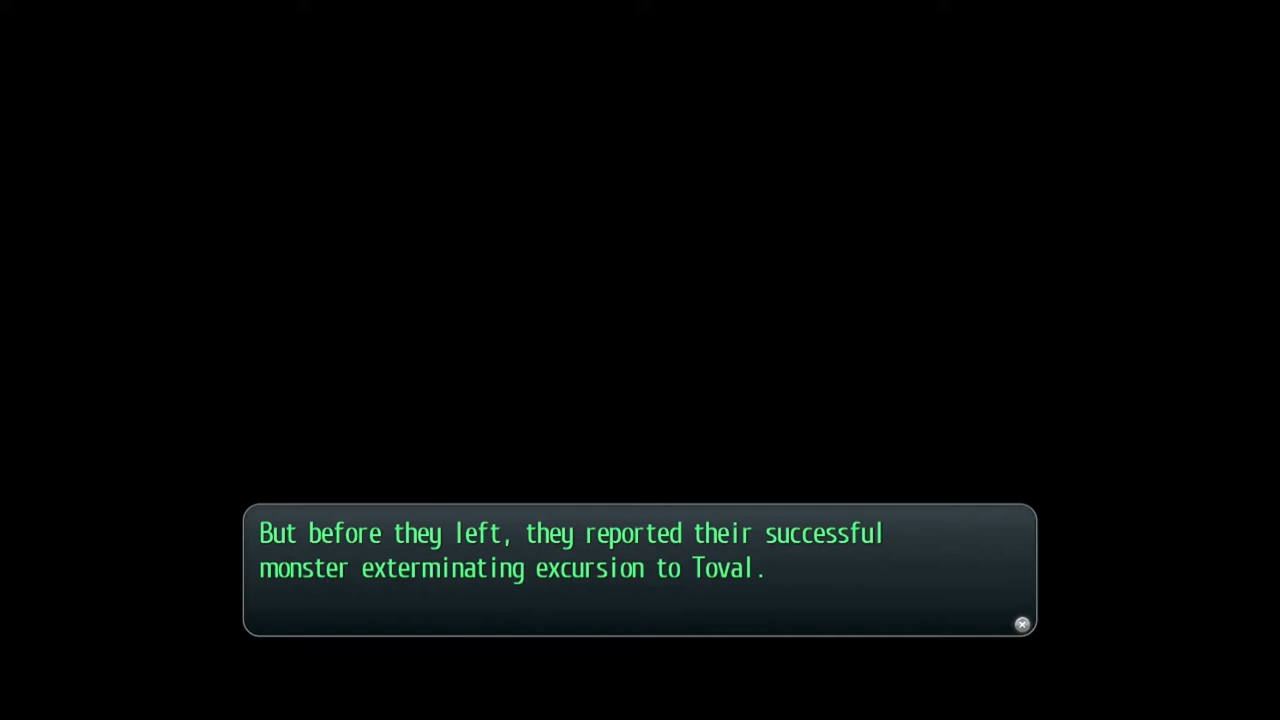 But before they left, they reported their successful
monster exterminating excursion to Toval.